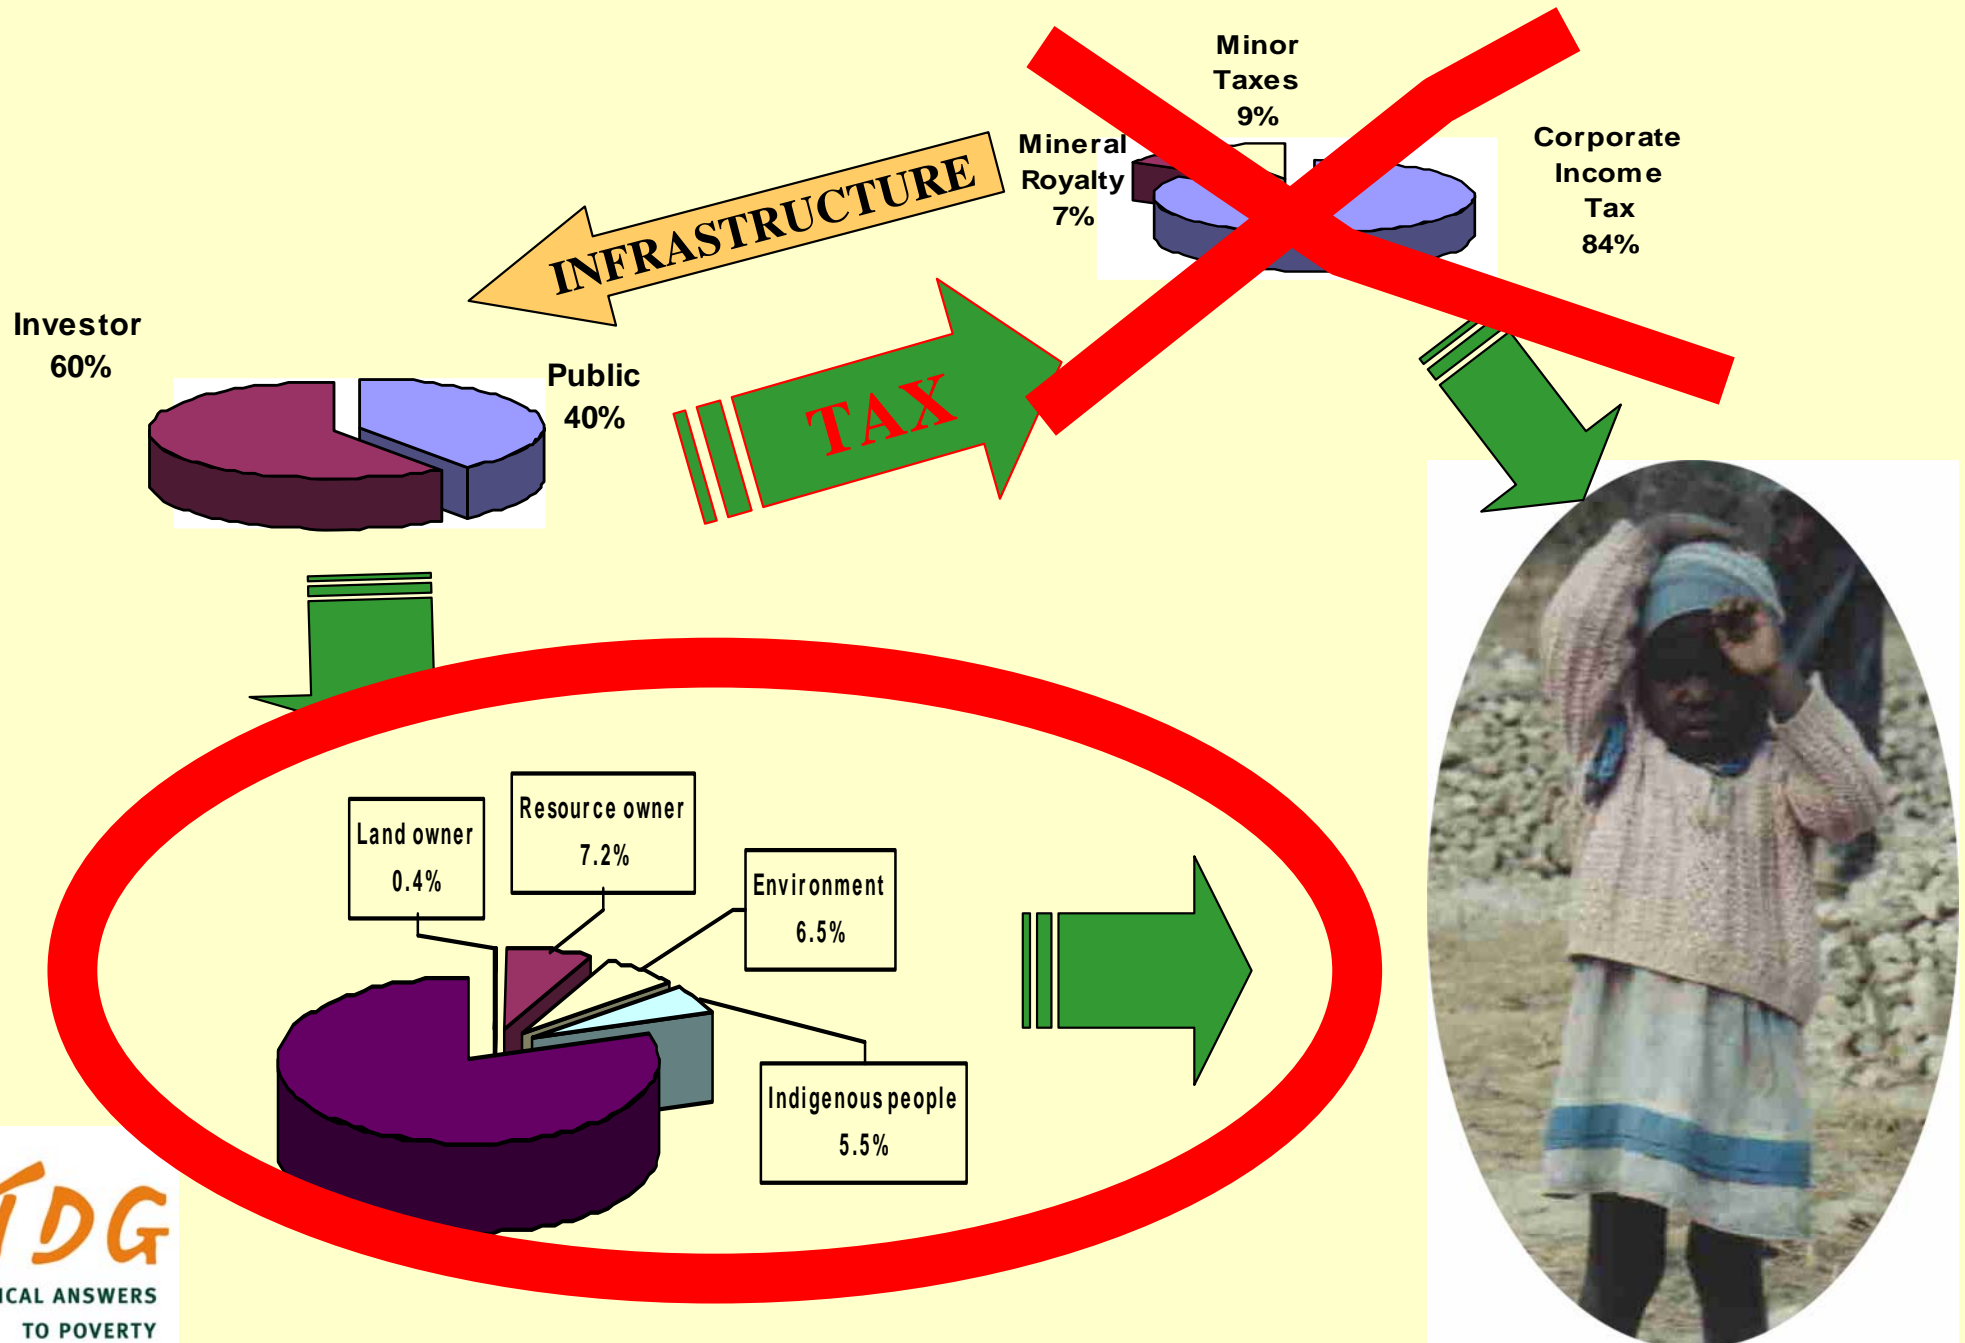 Minor
Taxes
9%
Mineral
Royalty
7%
Corporate
Income
Tax
84%
INFRASTRUCTURE
Investor
60%
Public
40%
TAX
Land owner
0.4%
Resource owner
7.2%
Environment
6.5%
Indigenous people
5.5%
TDG
ICAL ANSWERS
TO POVERTY